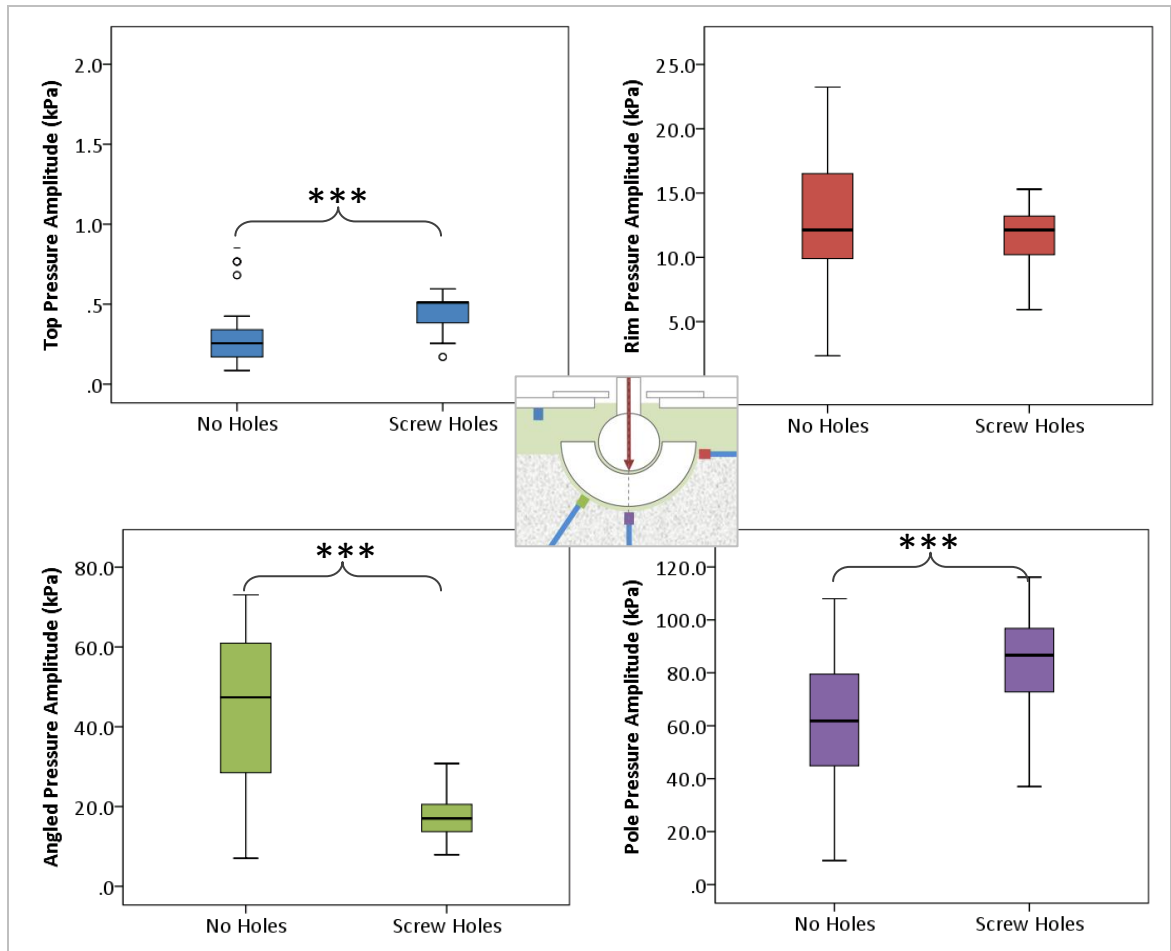 Top Pressure Amplitude (kPa)
2.0
1.5
1.0
.5
.0
***
No Holes
Screw Holes
Rim Pressure Amplitude (kPa)
25.0
20.0
15.0
10.0
5.0
No Holes
Screw Holes
Angled Pressure Amplitude (kPa)
80.0
60.0
40.0
20.0
.0
***
No Holes
Screw Holes
Pole Pressure Amplitude (kPa)
120.0
100.0
80.0
60.0
40.0
20.0
.0
***
No Holes
Screw Holes